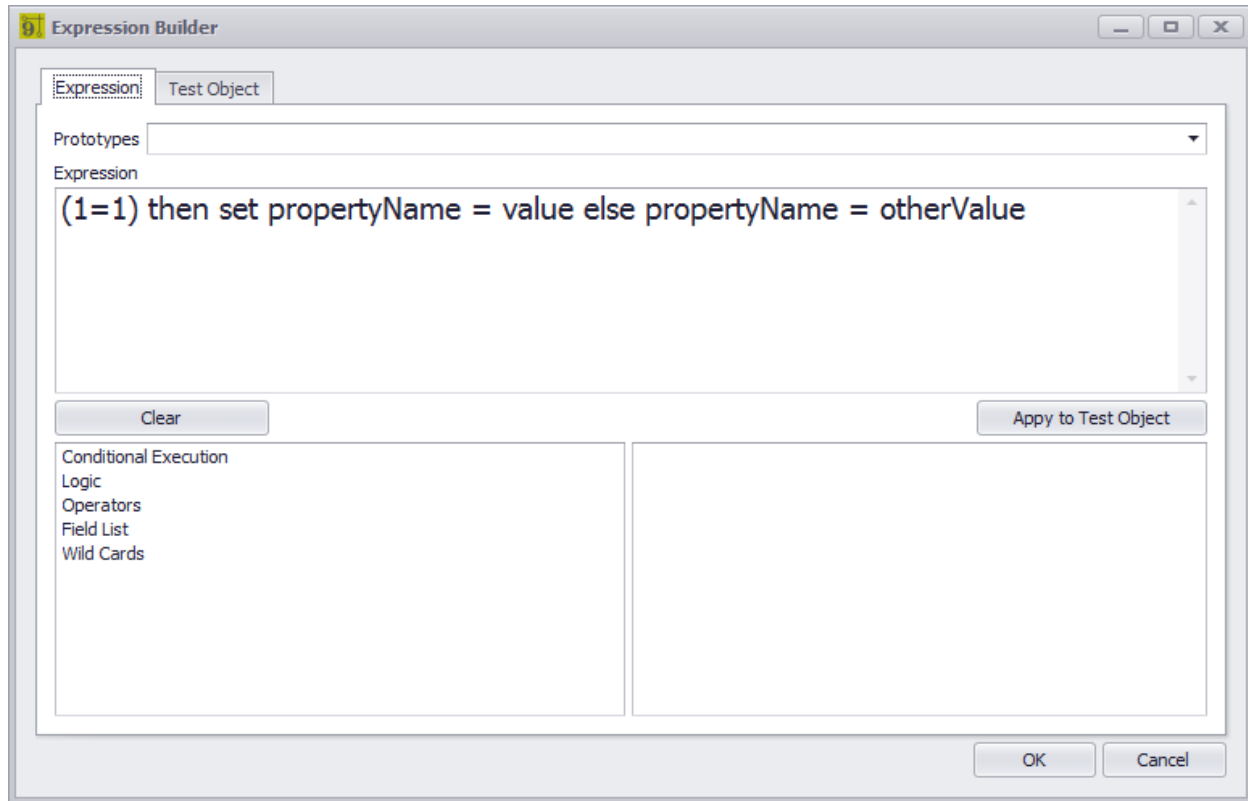 Expression Builder
Expression
Test Object
Prototypes
Expression
(1=1) then set propertyName = value else propertyName = otherValue
Clear
Appy to Test Object
Conditional Execution
Logic
Operators
Field List
Wild Cards
OK
Cancel